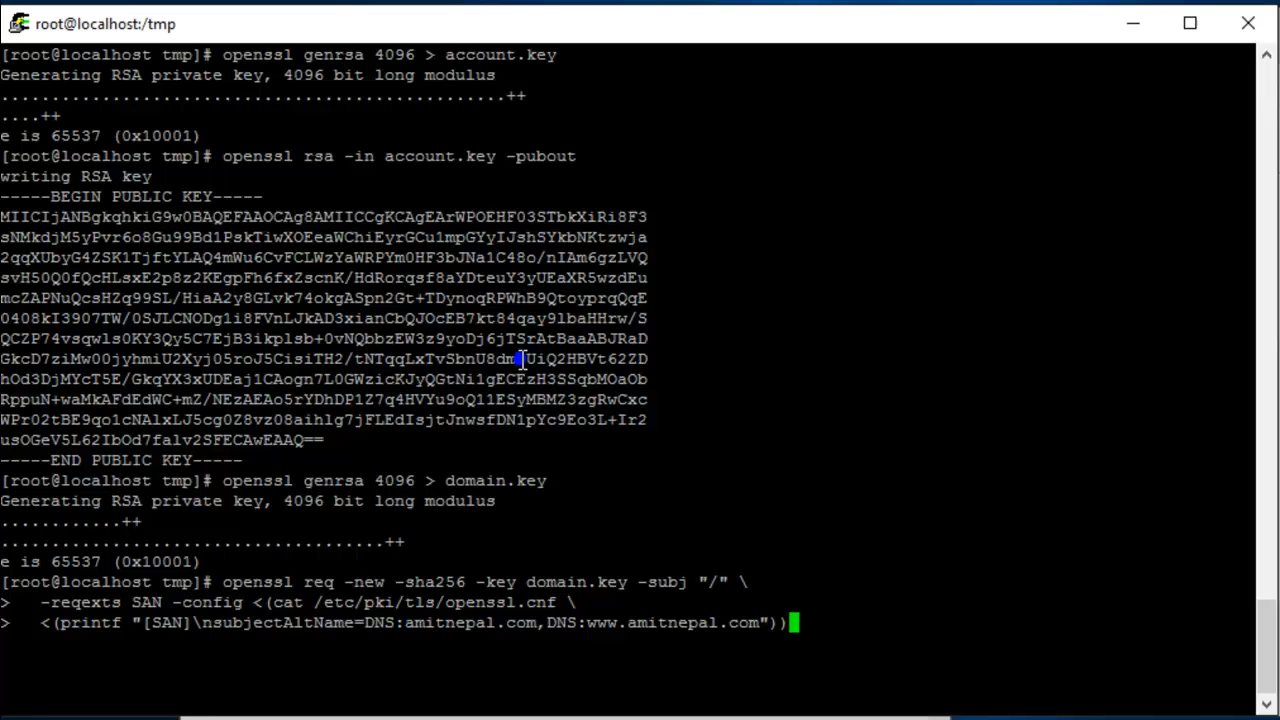 root@localhost:/tmp
[root@localhost tmp]# openssl genrsa 4096 > account.key
Generating RSA private key, 4096 bit long modulus
..................................................++
....++
e is 65537 (0x10001)
[root@localhost tmp]# openssl rsa -in account.key -pubout
writing RSA key
-----BEGIN PUBLIC KEY-----
MIICIjANBgkqhkiG9w0BAQEFAAOCAg8AMIICCgKCAgEArWPOEHF03STbkXiRi8F3
sNMkdjM5yPvr6o8Gu99Bd1PskTiwXOEeaWChiEyrGCu1mpGYyIJshSYkbNKtzwja
2qqXUbyG4ZSK1TjftYLAQ4mWu6CvFCLWzYaWRPYm0HF3bJNa1C48o/nIAm6gzLVQ
svH50Q0fQcHLsxE2p8z2KEgpFh6fxZscnK/HdRorqsf8aYDteuY3yUEaXR5wzdEu
mcZAPNuQcsHZq99SL/HiaA2y8GLvk74okgASpn2Gt+TDynoqRPWhB9QtoyprqQqE
0408kI3907TW/0SJLCNODg1i8FVnLJkAD3xianCbQJOcEB7kt84qay9lbaHHrw/S
QCZP74vsqwls0KY3Qy5C7EjB3ikplsb+0vNQbbzEW3z9yoDj6jTSrAtBaaABJRaD
GkcD7ziMw00jyhmiU2Xyj05roJ5CisiTH2/tNTqqLxTvSbnU8dm UiQ2HBVt62ZD
hOd3DjMYcT5E/GkqYX3xUDEaj1CAogn7L0GWzicKJyQGtNi1gECEzH3SSqbMOaOb
RppuN+waMkAFdEdWC+mZ/NEzAEAo5rYDhDP1Z7q4HVYu9oQ11ESyMBMZ3zgRwCxc
WPr02tBE9qo1cNAlxLJ5cg0Z8vz08aihlg7jFLEdIsjtJnwsfDN1pYc9Eo3L+Ir2
usOGeV5L62IbOd7falv2SFECAwEAAQ==
-----END PUBLIC KEY-----
[root@localhost tmp]# openssl genrsa 4096 > domain.key
Generating RSA private key, 4096 bit long modulus
............++
......................................++
e is 65537 (0x10001)
[root@localhost tmp]# openssl req -new -sha256 -key domain.key -subj "/" \
>   -reqexts SAN -config <(cat /etc/pki/tls/openssl.cnf \
>   <(printf "[SAN]\nsubjectAltName=DNS:amitnepal.com,DNS:www.amitnepal.com"))